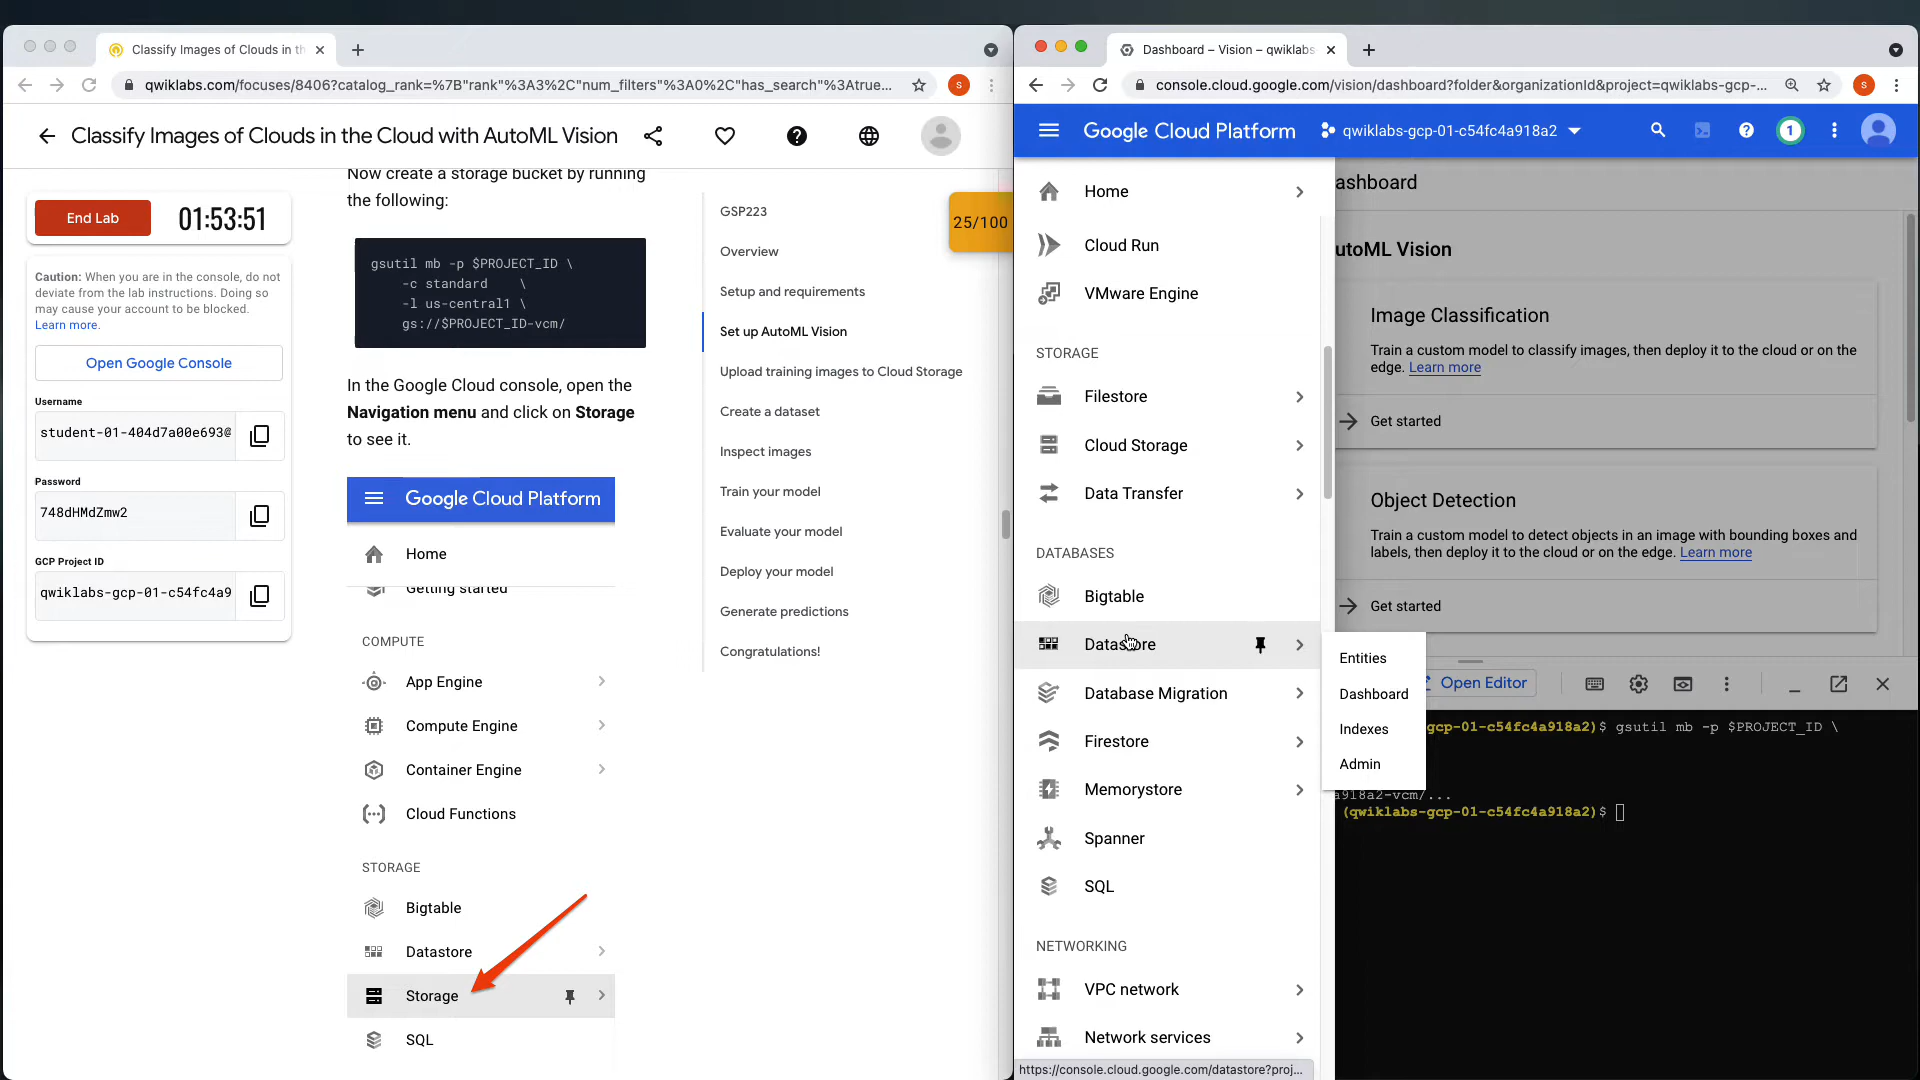 Classify Images of Clouds in th
qwiklabs.com/focuses/8406?catalog_rank=%7B"rank"%3A3%2C"num_filters"%3A0%2C"has_search"%3Atrue...
S
Classify Images of Clouds in the Cloud with AutoML Vision
End Lab
01:53:51
Caution: When you are in the console, do not
deviate from the lab instructions. Doing so
may cause your account to be blocked.
Learn more.
Open Google Console
Username
student-01-404d7a00e693@
Password
748dHMdZmw2
GCP Project ID
qwiklabs-gcp-01-c54fc4a9
Now create a storage bucket by running
the following:
gsutil mb -p $PROJECT_ID \
-c standard \
-l us-central1 \
gs://$PROJECT_ID-vcm/
In the Google Cloud console, open the
Navigation menu and click on Storage
to see it.
Google Cloud Platform
Home
Getting started
COMPUTE
App Engine
Compute Engine
Container Engine
Cloud Functions
STORAGE
Bigtable
Datastore
Storage
SQL
GSP223
Overview
Setup and requirements
Set up AutoML Vision
Upload training images to Cloud Storage
Create a dataset
Inspect images
Train your model
Evaluate your model
Deploy your model
Generate predictions
Congratulations!
25/100
Dashboard – Vision – qwiklabs
console.cloud.google.com/vision/dashboard?folder&organizationId&project=qwiklabs-gcp-...
S
Google Cloud Platform
qwiklabs-gcp-01-c54fc4a918a2
1
Home
Cloud Run
VMware Engine
STORAGE
Filestore
Cloud Storage
Data Transfer
DATABASES
Bigtable
Datastore
Database Migration
Firestore
Memorystore
Spanner
SQL
NETWORKING
VPC network
Network services
https://console.cloud.google.com/datastore?proj...
Entities
Dashboard
Indexes
Admin
ashboard
utoML Vision
Image Classification
Train a custom model to classify images, then deploy it to the cloud or on the
edge. Learn more
Get started
Object Detection
Train a custom model to detect objects in an image with bounding boxes and
labels, then deploy it to the cloud or on the edge. Learn more
Get started
Open Editor
gcp-01-c54fc4a918a2)$ gsutil mb -p $PROJECT_ID \
a918a2-vcm/...
(qwiklabs-gcp-01-c54fc4a918a2)$